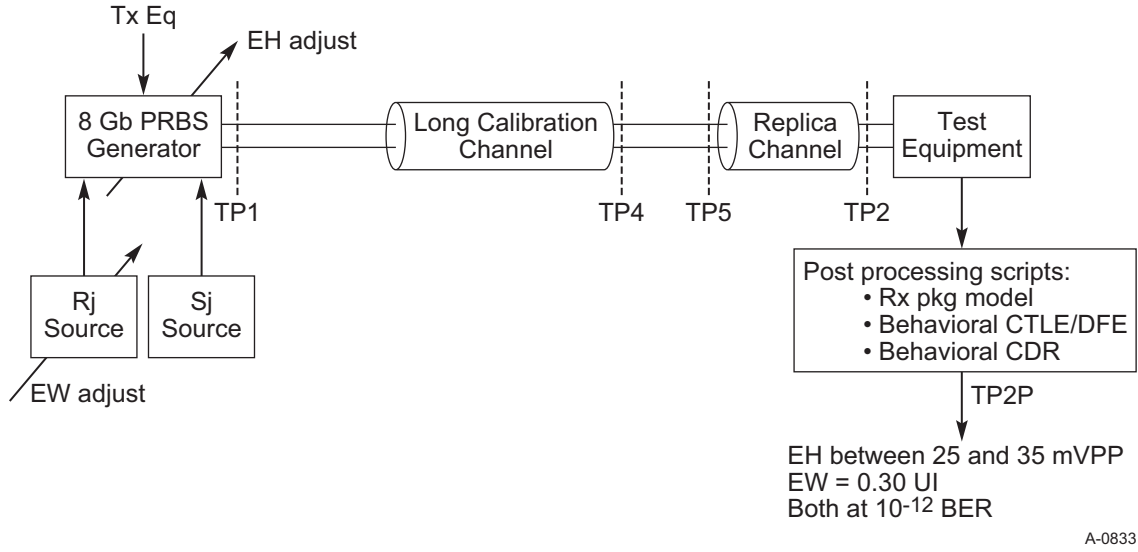 Tx Eq
EH adjust
8 Gb PRBS
Generator
Long Calibration
Channel
Replica
Channel
Test
Equipment
TP1
TP4
TP5
TP2
Rj
Source
Sj
Source
EW adjust
Post processing scripts:
• Rx pkg model
• Behavioral CTLE/DFE
• Behavioral CDR
TP2P
EH between 25 and 35 mVPP
EW = 0.30 UI
Both at 10-12 BER
A-0833